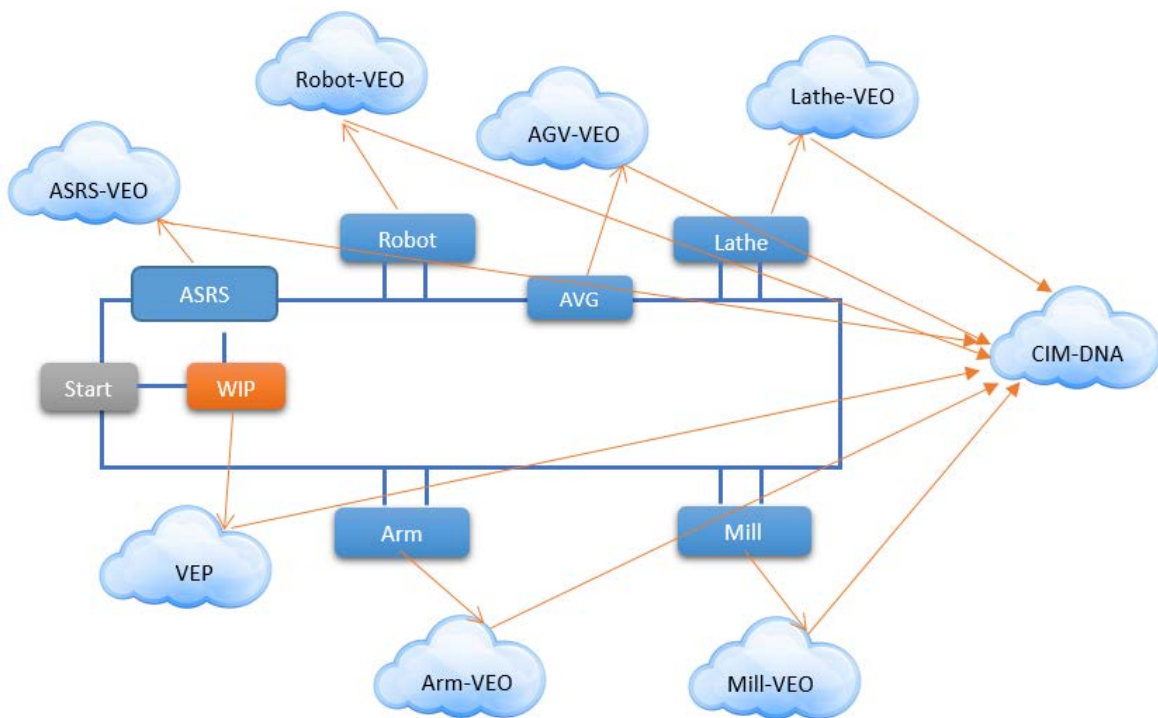 Robot-VEO
Lathe-VEO
AGV-VEO
ASRS-VEO
Robot
Lathe
ASRS
AVG
CIM-DNA
Start
WIP
Arm
Mill
VEP
Arm-VEO
Mill-VEO